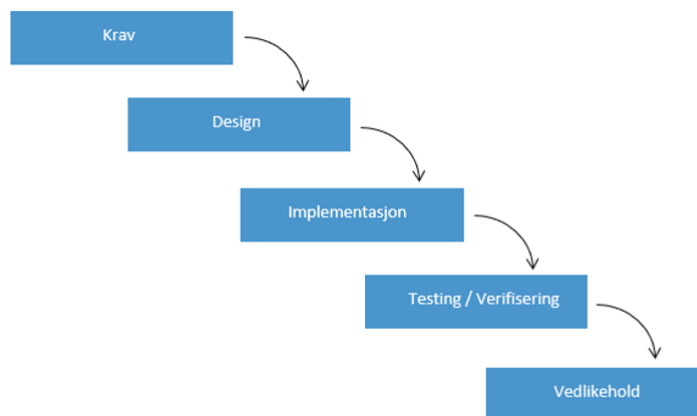 Krav
Design
Implementasjon
Testing / Verifisering
Vedlikehold